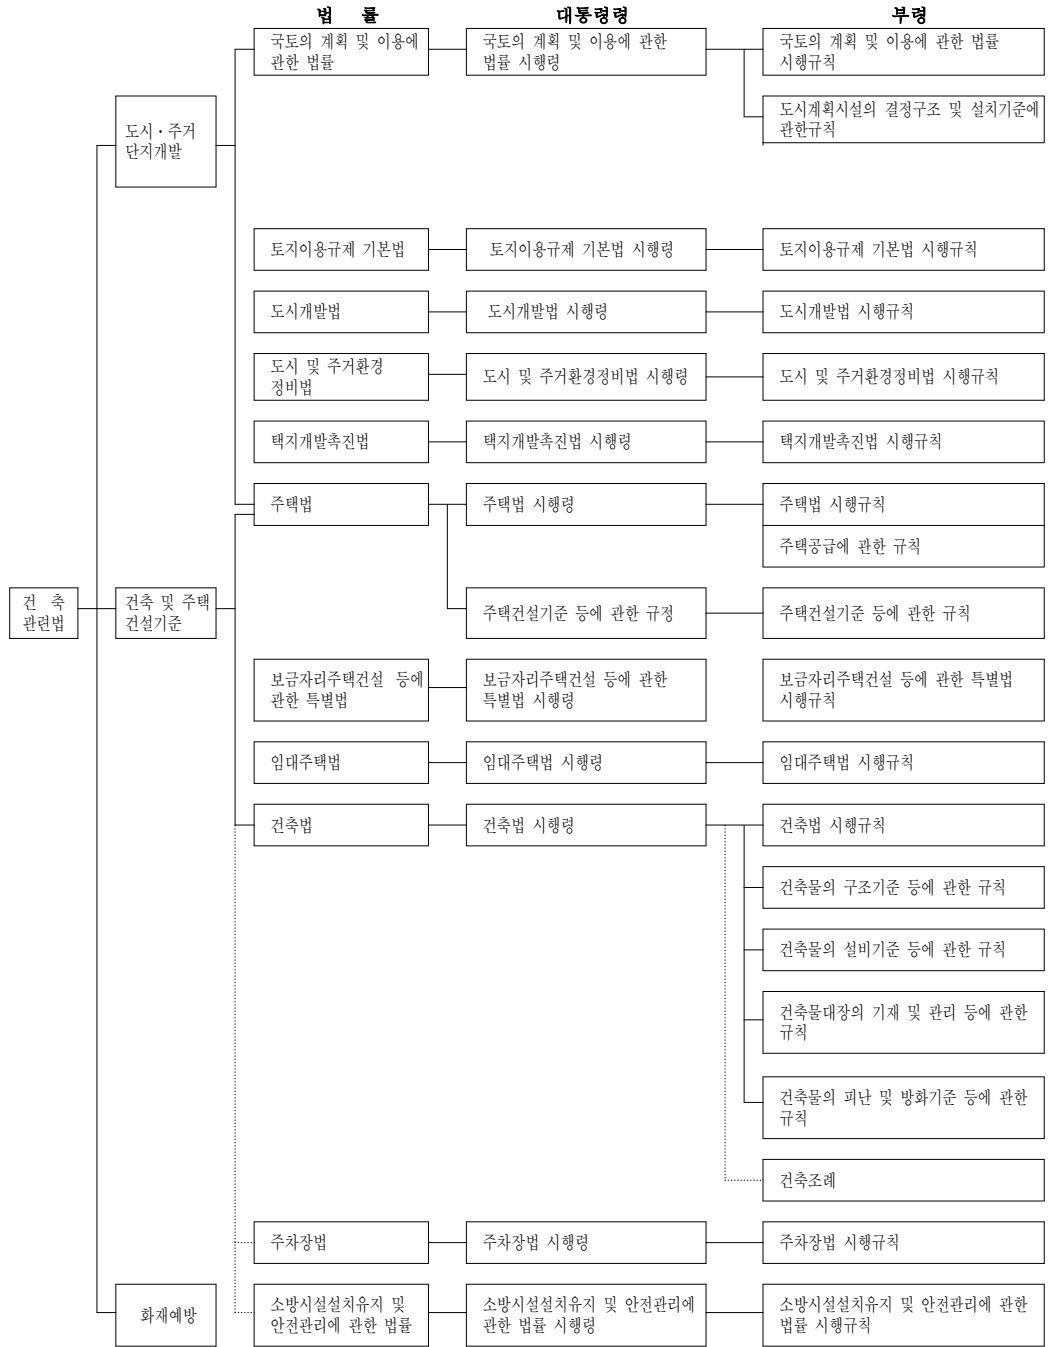 법 률
대통령령
부령
국토의 계획 및 이용에
관한 법률
국토의 계획 및 이용에 관한
법률 시행령
국토의 계획 및 이용에 관한 법률
시행규칙
도시계획시설의 결정구조 및 설치기준에
관한규칙
도시·주거
단지개발
토지이용규제 기본법
토지이용규제 기본법 시행령
토지이용규제 기본법 시행규칙
도시개발법
도시개발법 시행령
도시개발법 시행규칙
도시 및 주거환경
정비법
도시 및 주거환경정비법 시행령
도시 및 주거환경정비법 시행규칙
택지개발촉진법
택지개발촉진법 시행령
택지개발촉진법 시행규칙
주택법
주택법 시행령
주택법 시행규칙
주택공급에 관한 규칙
건 축
관련법
건축 및 주택
건설기준
주택건설기준 등에 관한 규정
주택건설기준 등에 관한 규칙
보금자리주택건설 등에
관한 특별법
보금자리주택건설 등에 관한
특별법 시행령
보금자리주택건설 등에 관한 특별법
시행규칙
임대주택법
임대주택법 시행령
임대주택법 시행규칙
건축법
건축법 시행령
건축법 시행규칙
건축물의 구조기준 등에 관한 규칙
건축물의 설비기준 등에 관한 규칙
건축물대장의 기재 및 관리 등에 관한
규칙
건축물의 피난 및 방화기준 등에 관한
규칙
건축조례
주차장법
주차장법 시행령
주차장법 시행규칙
화재예방
소방시설설치유지 및
안전관리에 관한 법률
소방시설설치유지 및 안전관리에
관한 법률 시행령
소방시설설치유지 및 안전관리에 관한
법률 시행규칙